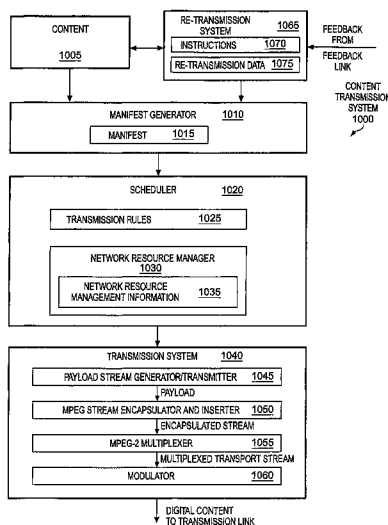 CONTENT
1005
RE-TRANSMISSION
SYSTEM 1065
INSTRUCTIONS 1070
RE-TRANSMISSION DATA 1075
FEEDBACK
FROM
FEEDBACK
LINK
CONTENT
TRANSMISSION
SYSTEM
1000
MANIFEST GENERATOR 1010
MANIFEST 1015
SCHEDULER 1020
TRANSMISSION RULES 1025
NETWORK RESOURCE MANAGER
1030
NETWORK RESOURCE
MANAGEMENT INFORMATION 1035
TRANSMISSION SYSTEM 1040
PAYLOAD STREAM GENERATOR/TRANSMITTER 1045
PAYLOAD
MPEG STREAM ENCAPSULATOR AND INSERTER 1050
ENCAPSULATED STREAM
MPEG-2 MULTIPLEXER 1055
MULTIPLEXED TRANSPORT STREAM
MODULATOR 1060
DIGITAL CONTENT
TO TRANSMISSION LINK